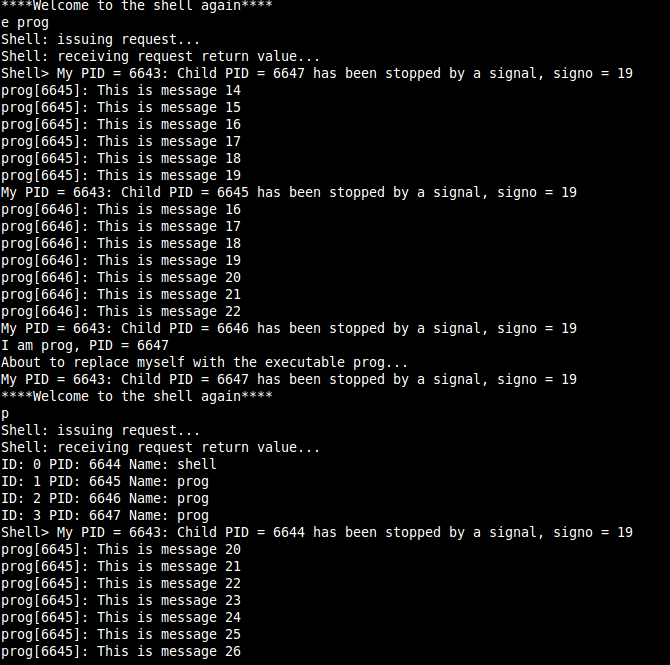 ****Welcome to the shell again****
e prog
Shell: issuing request...
Shell: receiving request return value...
Shell> My PID = 6643: Child PID = 6647 has been stopped by a signal, signo = 19
prog[6645]: This is message 14
prog[6645]: This is message 15
prog[6645]: This is message 16
prog[6645]: This is message 17
prog[6645]: This is message 18
prog[6645]: This is message 19
My PID = 6643: Child PID = 6645 has been stopped by a signal, signo = 19
prog[6646]: This is message 16
prog[6646]: This is message 17
prog[6646]: This is message 18
prog[6646]: This is message 19
prog[6646]: This is message 20
prog[6646]: This is message 21
prog[6646]: This is message 22
My PID = 6643: Child PID = 6646 has been stopped by a signal, signo = 19
I am prog, PID = 6647
About to replace myself with the executable prog...
My PID = 6643: Child PID = 6647 has been stopped by a signal, signo = 19
****Welcome to the shell again****
p
Shell: issuing request...
Shell: receiving request return value...
ID: 0 PID: 6644 Name: shell
ID: 1 PID: 6645 Name: prog
ID: 2 PID: 6646 Name: prog
ID: 3 PID: 6647 Name: prog
Shell> My PID = 6643: Child PID = 6644 has been stopped by a signal, signo = 19
prog[6645]: This is message 20
prog[6645]: This is message 21
prog[6645]: This is message 22
prog[6645]: This is message 23
prog[6645]: This is message 24
prog[6645]: This is message 25
prog[6645]: This is message 26